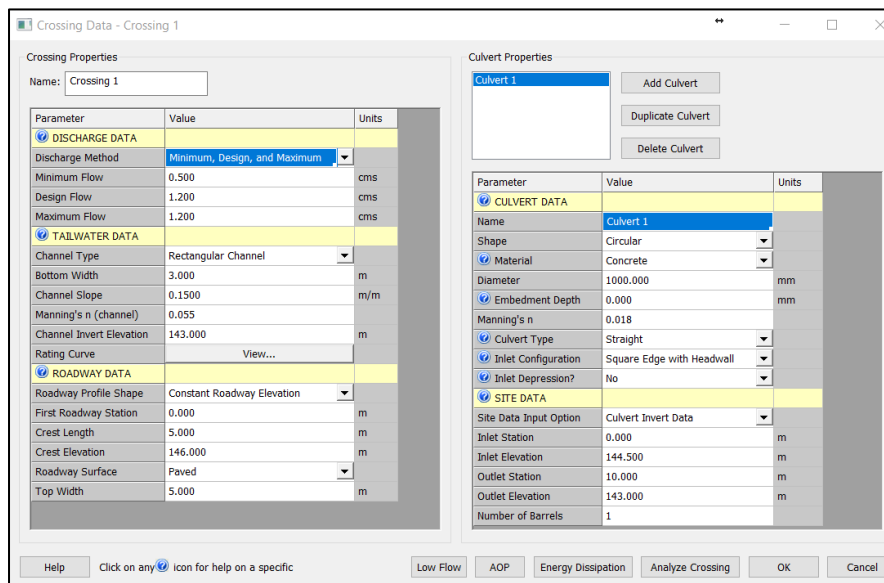 Crossing Data - Crossing 1
Crossing Properties
Name: Crossing 1
Parameter Value Units
DISCHARGE DATA
Discharge Method Minimum, Design, and Maximum
Minimum Flow 0.500 cms
Design Flow 1.200 cms
Maximum Flow 1.200 cms
TAILWATER DATA
Channel Type Rectangular Channel
Bottom Width 3.000 m
Channel Slope 0.1500 m/m
Manning's n (channel) 0.055
Channel Invert Elevation 143.000 m
Rating Curve View...
ROADWAY DATA
Roadway Profile Shape Constant Roadway Elevation
First Roadway Station 0.000 m
Crest Length 5.000 m
Crest Elevation 146.000 m
Roadway Surface Paved
Top Width 5.000 m
Culvert Properties
Culvert 1
Add Culvert
Duplicate Culvert
Delete Culvert
Parameter Value Units
CULVERT DATA
Name Culvert 1
Shape Circular
Material Concrete
Diameter 1000.000 mm
Embedment Depth 0.000 mm
Manning's n 0.018
Culvert Type Straight
Inlet Configuration Square Edge with Headwall
Inlet Depression? No
SITE DATA
Site Data Input Option Culvert Invert Data
Inlet Station 0.000 m
Inlet Elevation 144.500 m
Outlet Station 10.000 m
Outlet Elevation 143.000 m
Number of Barrels 1
Help Click on any icon for help on a specific Low Flow AOP Energy Dissipation Analyze Crossing OK Cancel